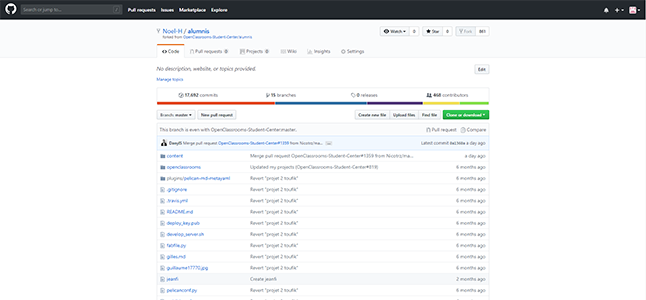 Search or jump to...
Pull requests Issues Marketplace Explore
Noel-H / alumnis
forked from OpenClassrooms-Student-Center/alumnis
Watch 0 Star 0 Fork 861
Code Pull requests 0 Projects 0 Wiki Insights Settings
No description, website, or topics provided. Edit
Manage topics
17,692 commits 15 branches 0 releases 468 contributors
Branch: master New pull request Create new file Upload files Find file Clone or download
This branch is even with OpenClassrooms-Student-Center:master. Pull request Compare
Merge pull request OpenClassrooms-Student-Center#1359 from Nicolcs/ma... Latest commit a day ago
content Merge pull request OpenClassrooms-Student-Center#1359 from Nicolcs/ma... a day ago
openclassrooms Updated my projects (OpenClassrooms-Student-Center#819) 6 months ago
plugins/pelican-md-metayaml Revert "projet 2 toufik" 6 months ago
.gitignore Revert "projet 2 toufik" 6 months ago
.travis.yml Revert "projet 2 toufik" 6 months ago
README.md Revert "projet 2 toufik" 6 months ago
deploy_key.pub Revert "projet 2 toufik" 6 months ago
develop_server.sh Revert "projet 2 toufik" 6 months ago
fabfile.py Revert "projet 2 toufik" 6 months ago
gilles.md Revert "projet 2 toufik" 6 months ago
guillaume17770.jpg Revert "projet 2 toufik" 6 months ago
jeanfi Create jeanfi 2 months ago
pelicanconf.py Revert "projet 2 toufik" 6 months ago